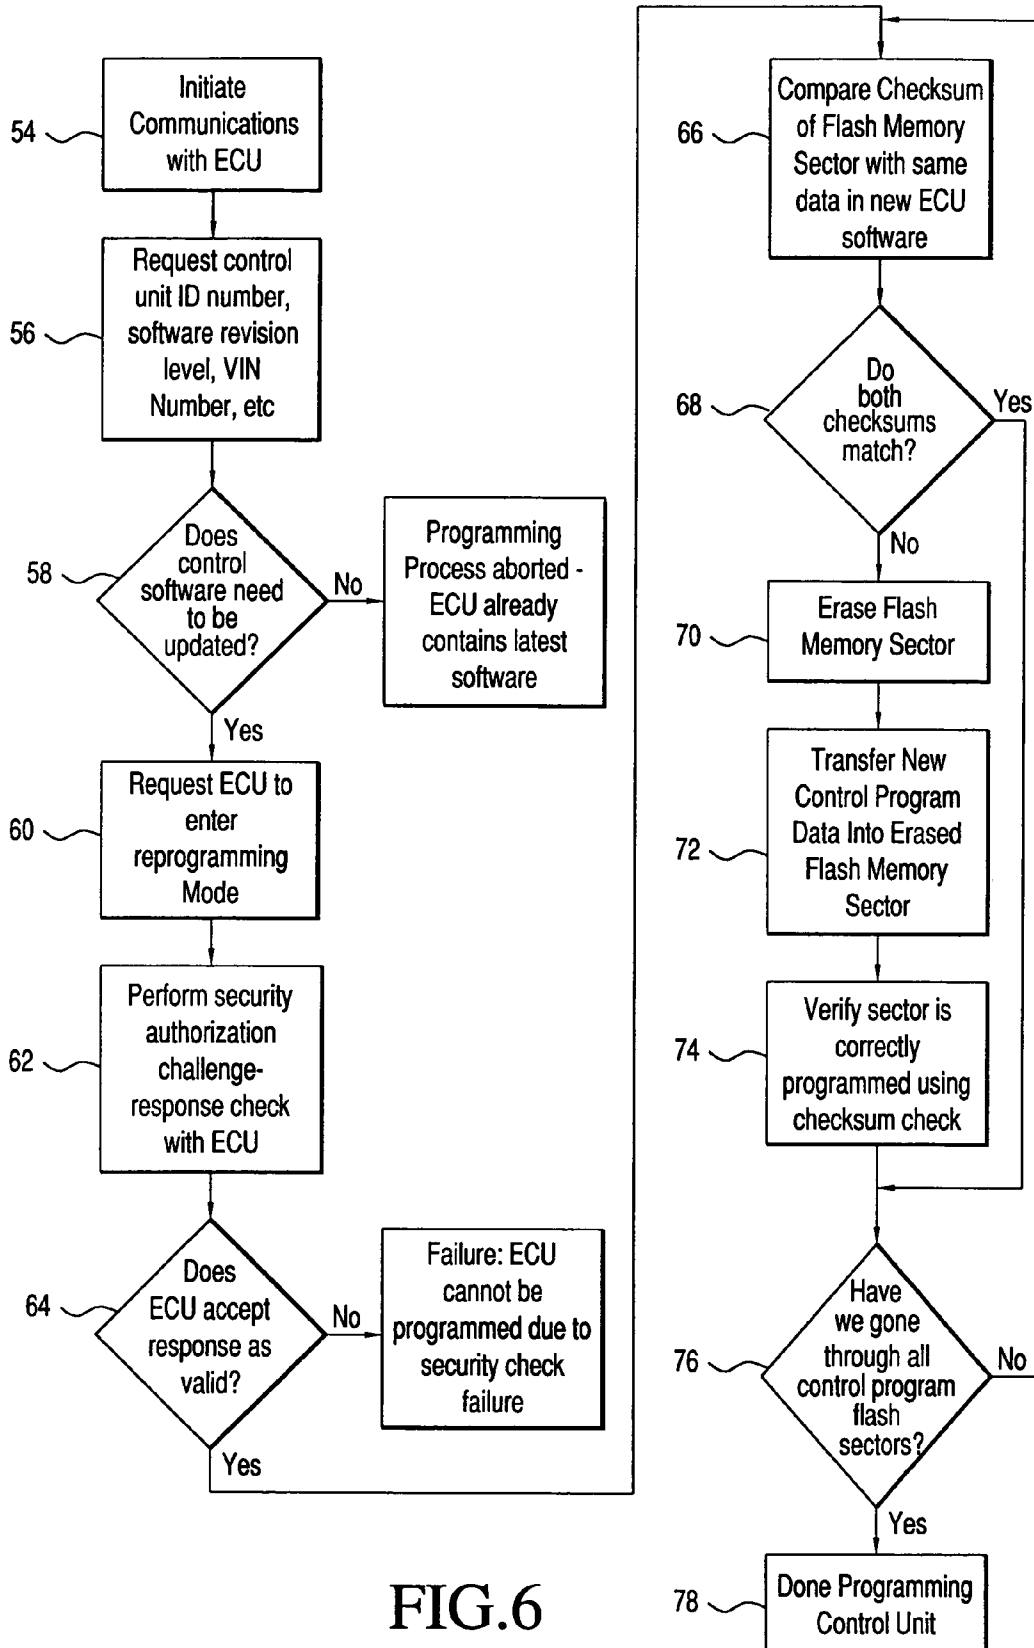 54
Initiate
Communications
with ECU
56
Request control
unit ID number,
software revision
level, VIN
Number, etc
58
Does
control
software need
to be
updated?
No
Programming
Process aborted -
ECU already
contains latest
software
Yes
60
Request ECU to
enter
reprogramming
Mode
62
Perform security
authorization
challenge-
response check
with ECU
64
Does
ECU accept
response as
valid?
No
Failure: ECU
cannot be
programmed due to
security check
failure
Yes
66
Compare Checksum
of Flash Memory
Sector with same
data in new ECU
software
68
Do
both
checksums
match?
Yes
No
70
Erase Flash
Memory Sector
72
Transfer New
Control Program
Data Into Erased
Flash Memory
Sector
74
Verify sector is
correctly
programmed using
checksum check
76
Have
we gone
through all
control program
flash
sectors?
No
Yes
78
Done Programming
Control Unit
FIG.6